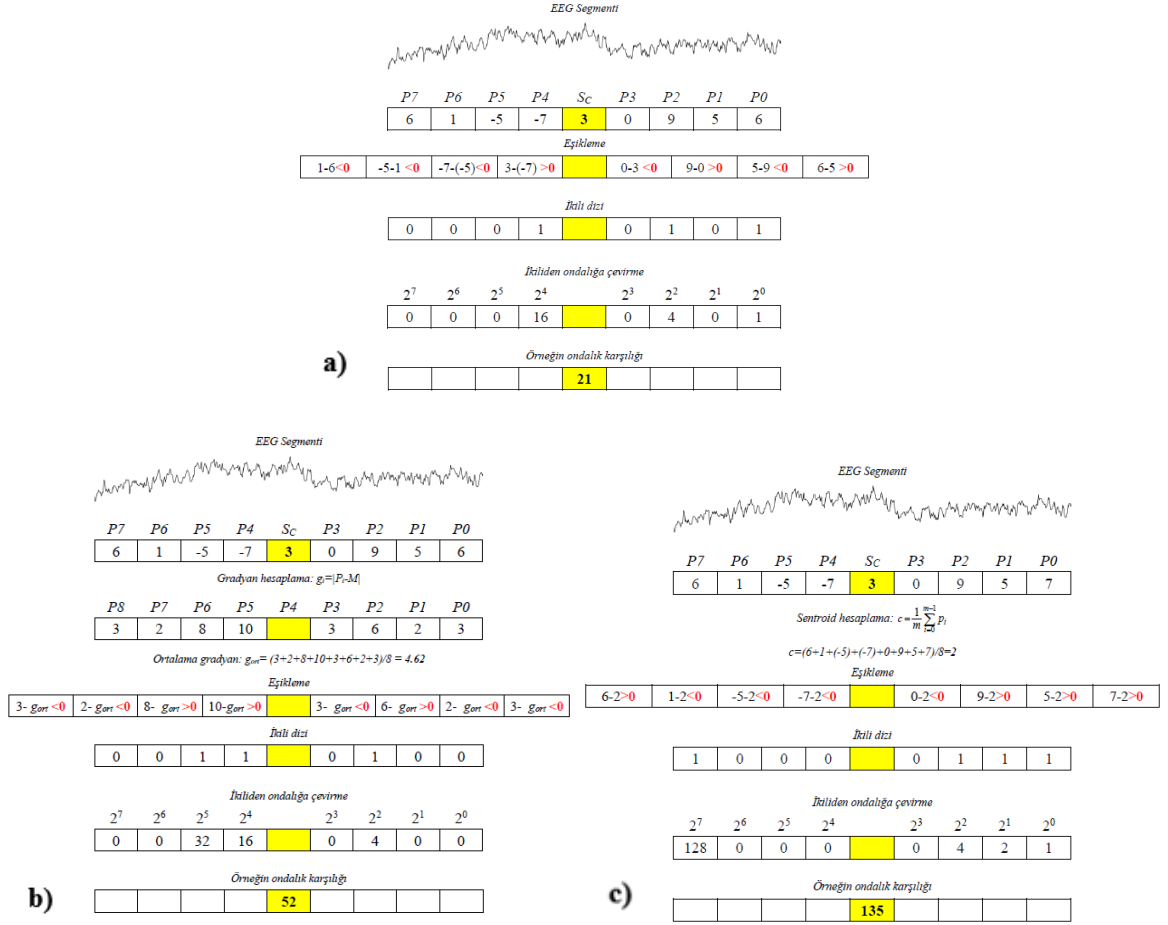 EEG Segmenti
P7 P6 P5 P4 SC P3 P2 P1 P0
6 1 -5 -7 3 0 9 5 6
Eşikleme
1-6<0 -5-1 <0 -7-(-5)<0 3-(-7) >0 0-3 <0 9-0 >0 5-9 <0 6-5 >0
İkili dizi
0 0 0 1 0 1 0 1
İkiliden ondalığa çevirme
2^7 2^6 2^5 2^4 2^3 2^2 2^1 2^0
0 0 0 16 0 4 0 1
Örneğin ondalık karşılığı
a)
21
EEG Segmenti
P7 P6 P5 P4 SC P3 P2 P1 P0
6 1 -5 -7 3 0 9 5 6
Gradyan hesaplama: gi=|Pi-M|
P8 P7 P6 P5 P4 P3 P2 P1 P0
3 2 8 10 3 6 2 3
Ortalama gradyan: gort= (3+2+8+10+3+6+2+3)/8 = 4.62
Eşikleme
3- gort <0 2- gort <0 8- gort >0 10-gort >0 3- gort <0 6- gort >0 2- gort <0 3- gort <0
İkili dizi
0 0 1 1 0 1 0 0
İkiliden ondalığa çevirme
2^7 2^6 2^5 2^4 2^3 2^2 2^1 2^0
0 0 32 16 0 4 0 0
Örneğin ondalık karşılığı
b)
52
EEG Segmenti
P7 P6 P5 P4 SC P3 P2 P1 P0
6 1 -5 -7 3 0 9 5 7
Sentroid hesaplama: c = 1/m ∑_{i=0}^{m-1} p_i
c=(6+1+(-5)+(-7)+0+9+5+7)/8=2
Eşikleme
6-2>0 1-2<0 -5-2<0 -7-2<0 0-2<0 9-2>0 5-2>0 7-2>0
İkili dizi
1 0 0 0 0 1 1 1
İkiliden ondalığa çevirme
2^7 2^6 2^5 2^4 2^3 2^2 2^1 2^0
128 0 0 0 0 4 2 1
Örneğin ondalık karşılığı
c)
135